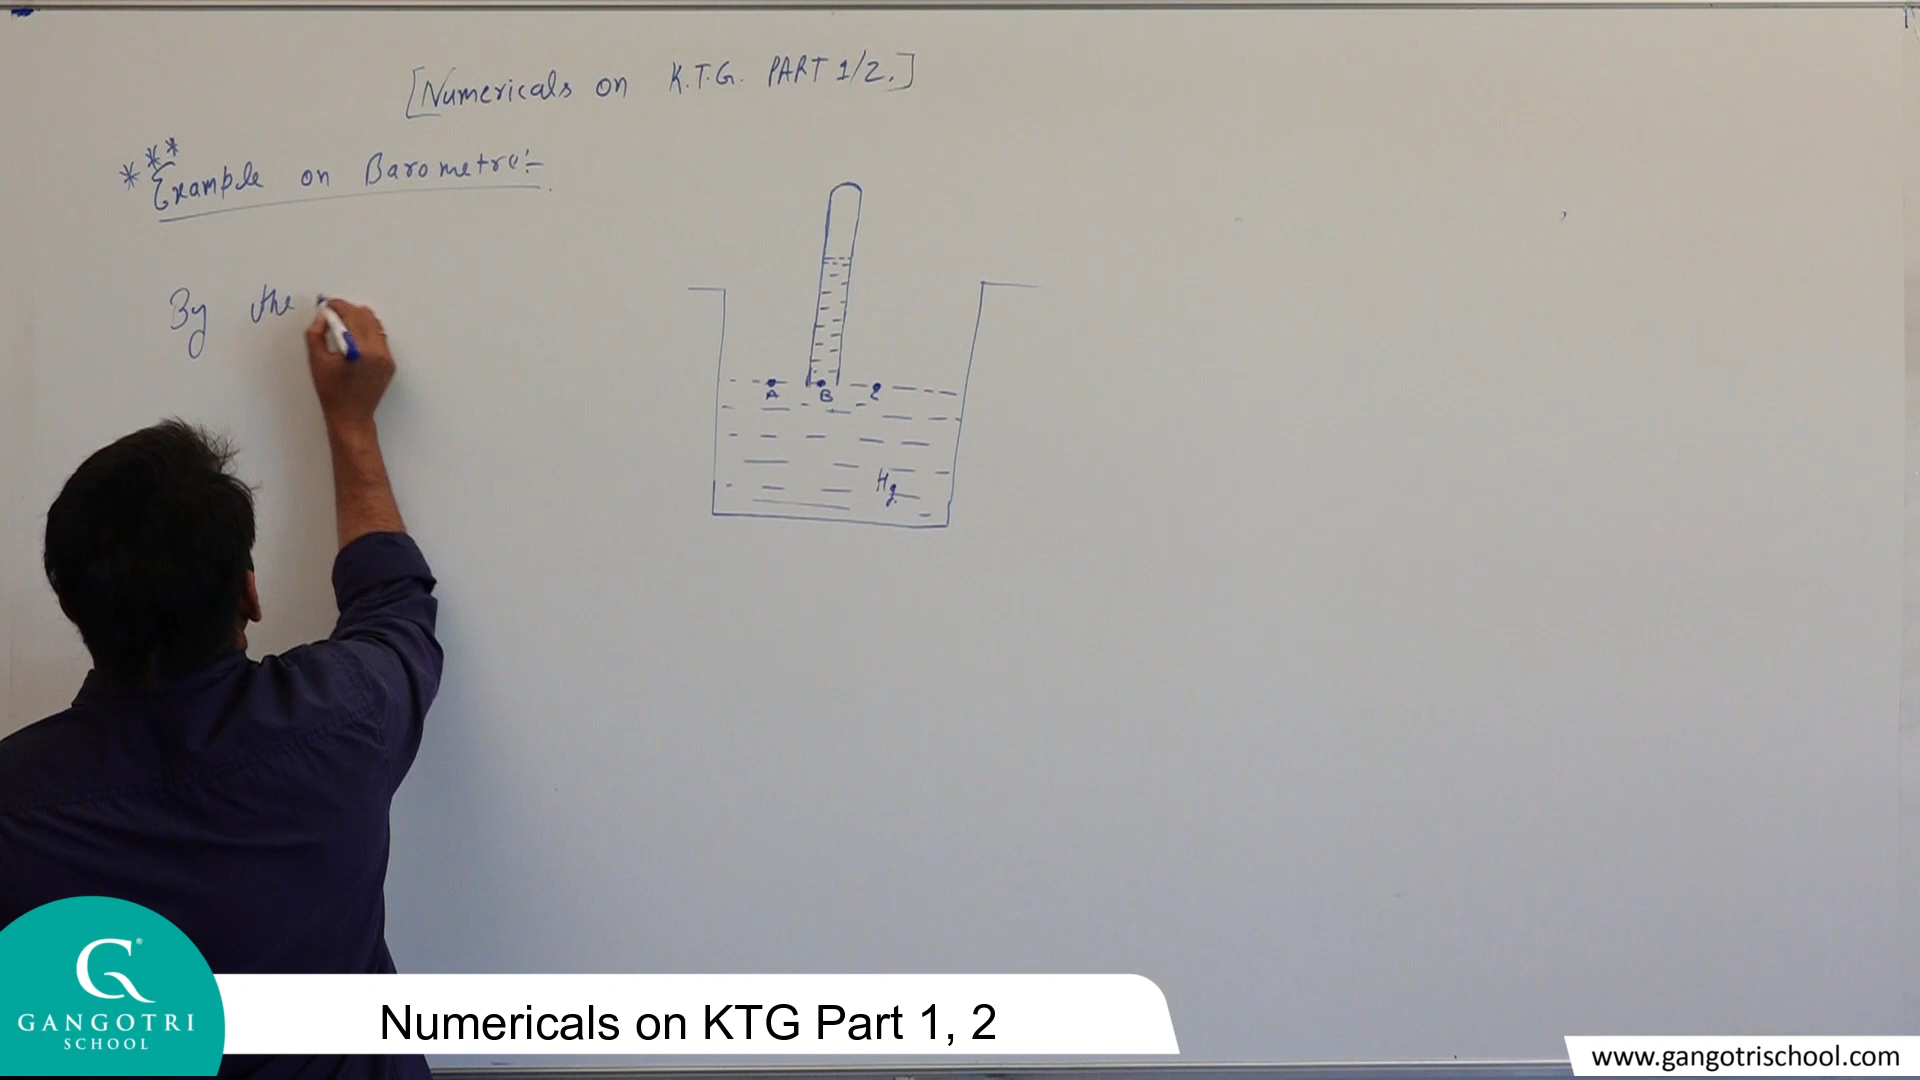 [Numericals on K.T.G. PART 1/2.]
*** Example on Barometre:-
By the
A B C
Hg
GANGOTRI
SCHOOL
Numericals on KTG Part 1, 2
www.gangotrischool.com